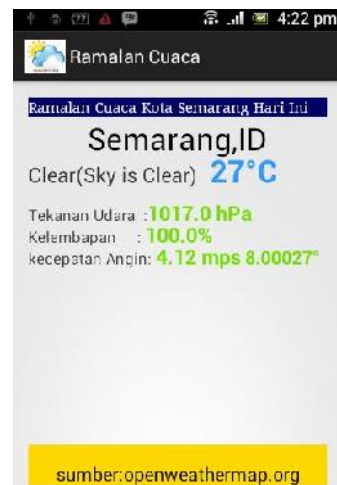 4:22 pm
Ramalan Cuaca
Ramalan Cuaca Kota Semarang Hari Ini
Semarang,ID
Clear(Sky is Clear) 27°C
Tekanan Udara :1017.0 hPa
Kelembapan : 100.0%
kecepatan Angin: 4.12 mps 8.00027°
sumber:openweathermap.org